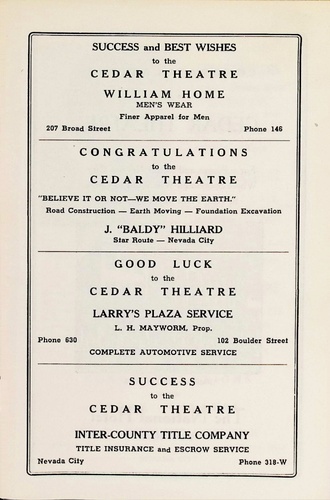 SUCCESS and BEST WISHES
to the
CEDAR THEATRE
WILLIAM HOME
MEN'S WEAR
Finer Apparel for Men
207 Broad Street Phone 146
CONGRATULATIONS
to the
CEDAR THEATRE
"BELIEVE IT OR NOT—WE MOVE THE EARTH."
Road Construction — Earth Moving — Foundation Excavation
J. "BALDY" HILLIARD
Star Route — Nevada City
GOOD LUCK
to the
CEDAR THEATRE
LARRY'S PLAZA SERVICE
L. H. MAYWORM, Prop.
Phone 630 102 Boulder Street
COMPLETE AUTOMOTIVE SERVICE
SUCCESS
to the
CEDAR THEATRE
INTER-COUNTY TITLE COMPANY
TITLE INSURANCE and ESCROW SERVICE
Nevada City Phone 318-W